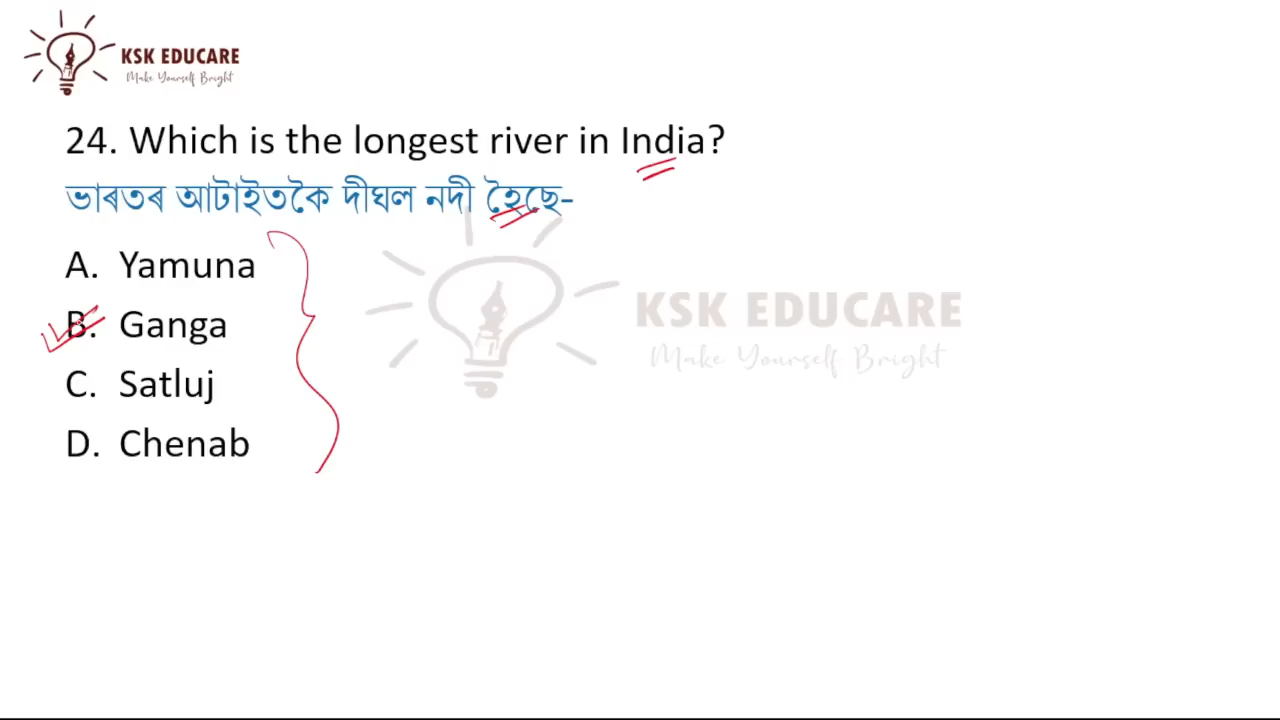 KSK EDUCARE
Make Yourself Bright
24. Which is the longest river in India?
ভাৰতৰ আটাইতকৈ দীঘল নদী হৈছে-
A. Yamuna
B. Ganga
C. Satluj
D. Chenab
KSK EDUCARE
Make Yourself Bright